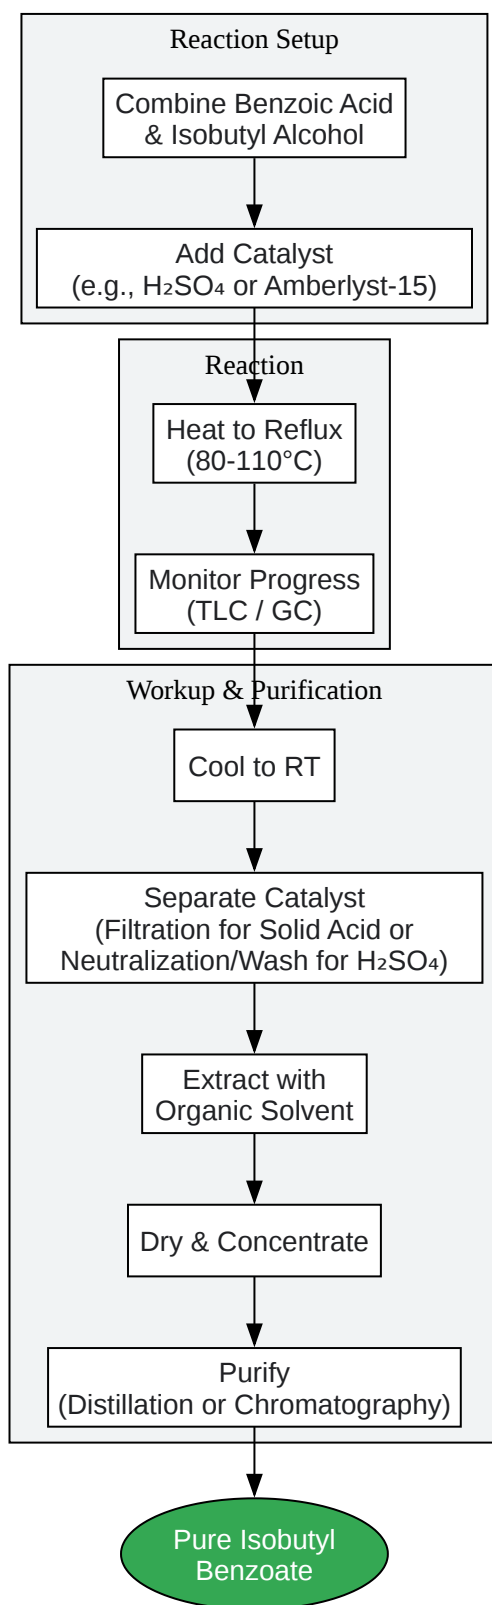 Reaction Setup
Combine Benzoic Acid
& Isobutyl Alcohol
Add Catalyst
(e.g., H₂SO₄ or Amberlyst-15)
Reaction
Heat to Reflux
(80-110°C)
Monitor Progress
(TLC / GC)
Workup & Purification
Cool to RT
Separate Catalyst
(Filtration for Solid Acid or
Neutralization/Wash for H₂SO₄)
Extract with
Organic Solvent
Dry & Concentrate
Purify
(Distillation or Chromatography)
Pure Isobutyl
Benzoate